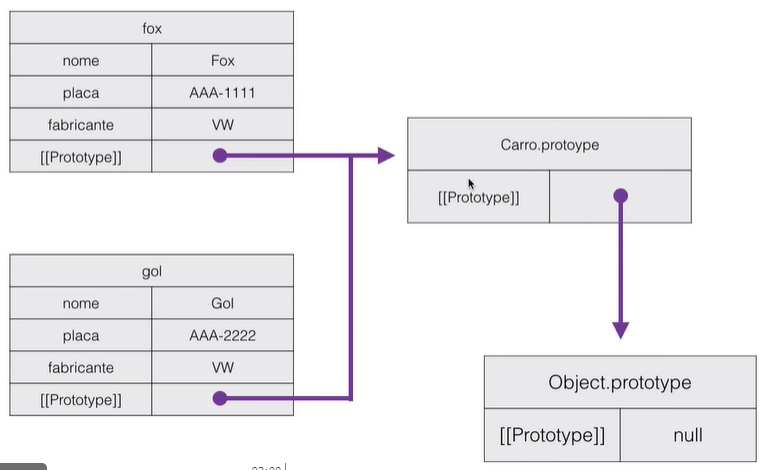 fox
nome Fox
placa AAA-1111
fabricante VW
[[Prototype]]
Carro.protoype
[[Prototype]]
gol
nome Gol
placa AAA-2222
fabricante VW
[[Prototype]]
Object.prototype
[[Prototype]] null